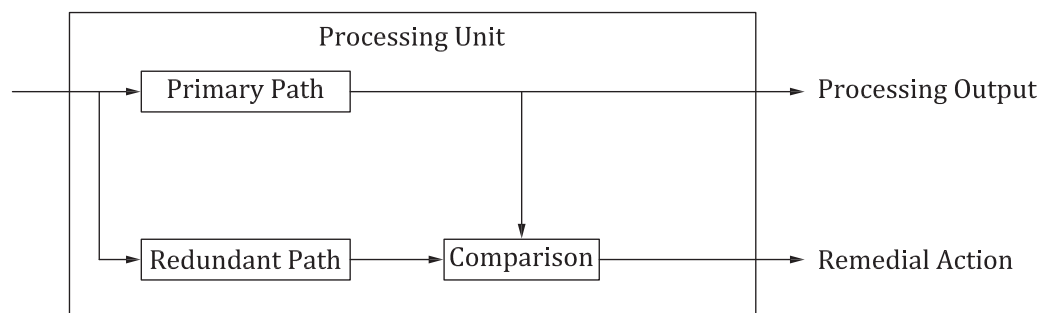 Processing Unit
Primary Path
Processing Output
Redundant Path
Comparison
Remedial Action